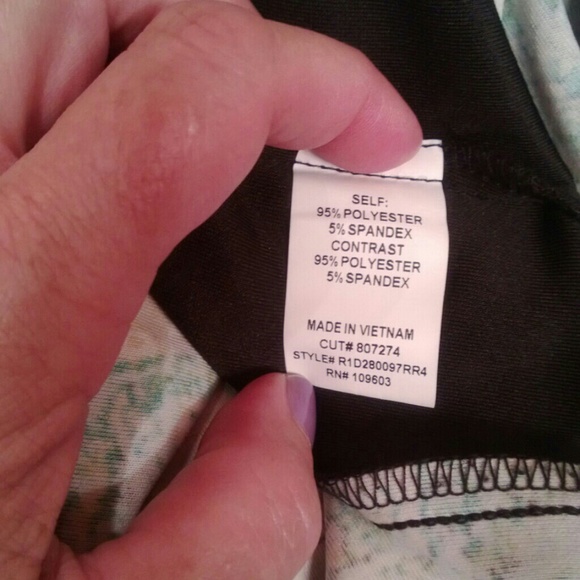 SELF:
95% POLYESTER
5% SPANDEX
CONTRAST
95% POLYESTER
5% SPANDEX
MADE IN VIETNAM
CUT# 807274
STYLE# R1D280097RR4
RN# 109603